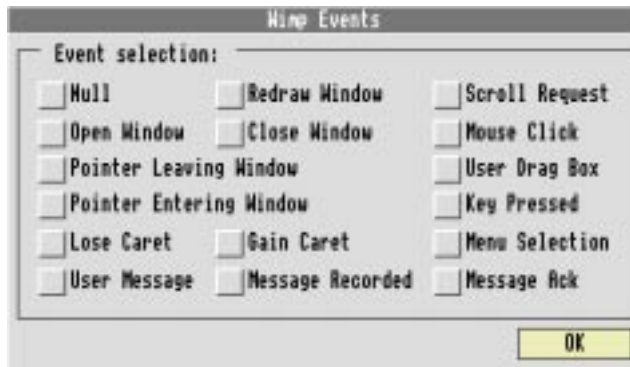 Wimp Events
Event selection:
Null Redraw Window Scroll Request
Open Window Close Window Mouse Click
Pointer Leaving Window User Drag Box
Pointer Entering Window Key Pressed
Lose Caret Gain Caret Menu Selection
User Message Message Recorded Message Ack
OK